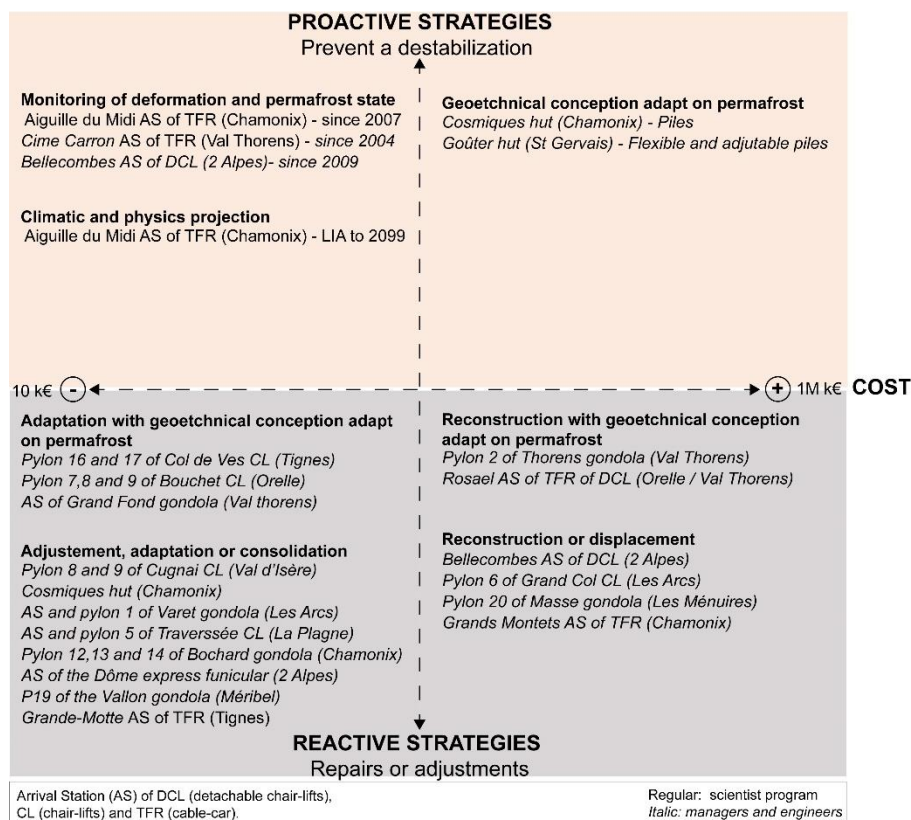 PROACTIVE STRATEGIES
Prevent a destabilization
Monitoring of deformation and permafrost state
Aiguille du Midi AS of TFR (Chamonix) - since 2007
Cime Carron AS of TFR (Val Thorens) - since 2004
Bellecombes AS of DCL (2 Alpes)- since 2009
Climatic and physics projection
Aiguille du Midi AS of TFR (Chamonix) - LIA to 2099
Geoetchnical conception adapt on permafrost
Cosmiques hut (Chamonix) - Piles
Goûter hut (St Gervais) - Flexible and adjutable piles
10 k€ - + 1M k€ COST
Adaptation with geoetchnical conception adapt
on permafrost
Pylon 16 and 17 of Col de Ves CL (Tignes)
Pylon 7,8 and 9 of Bouchet CL (Orelle)
AS of Grand Fond gondola (Val thorens)
Adjustement, adaptation or consolidation
Pylon 8 and 9 of Cugnai CL (Val d'Isère)
Cosmiques hut (Chamonix)
AS and pylon 1 of Varet gondola (Les Arcs)
AS and pylon 5 of Traverssée CL (La Plagne)
Pylon 12,13 and 14 of Bochard gondola (Chamonix)
AS of the Dôme express funicular (2 Alpes)
P19 of the Vallon gondola (Méribel)
Grande-Motte AS of TFR (Tignes)
Reconstruction with geoetchnical conception
adapt on permafrost
Pylon 2 of Thorens gondola (Val Thorens)
Rosael AS of TFR of DCL (Orelle / Val Thorens)
Reconstruction or displacement
Bellecombes AS of DCL (2 Alpes)
Pylon 6 of Grand Col CL (Les Arcs)
Pylon 20 of Masse gondola (Les Ménuires)
Grands Montets AS of TFR (Chamonix)
REACTIVE STRATEGIES
Repairs or adjustments
Arrival Station (AS) of DCL (detachable chair-lifts),
CL (chair-lifts) and TFR (cable-car).
Regular: scientist program
Italic: managers and engineers